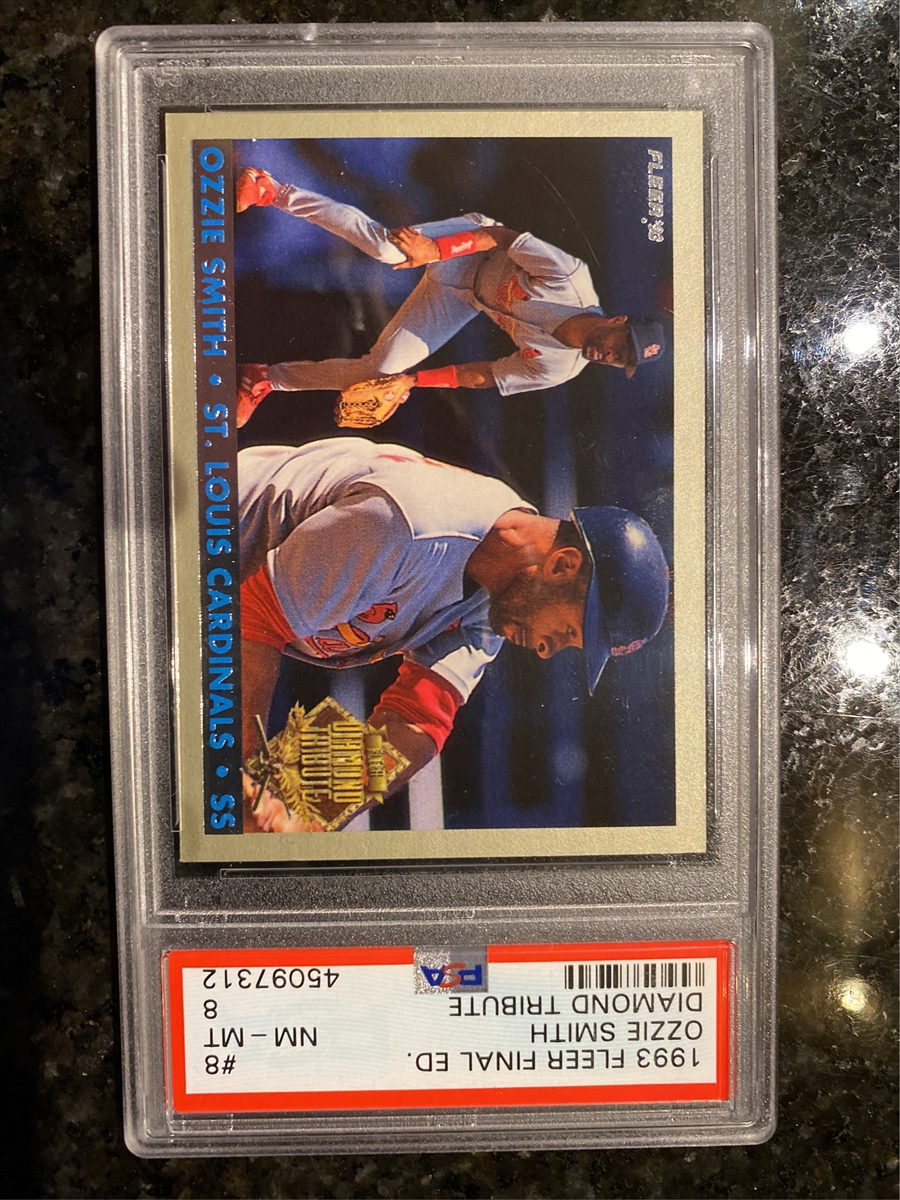 1993 FLEER FINAL ED. #8
OZZIE SMITH NM - MT
DIAMOND TRIBUTE 8
PSA 45097312
FLEER '93
OZZIE SMITH • ST. LOUIS CARDINALS • SS
DIAMOND
TRIBUTE